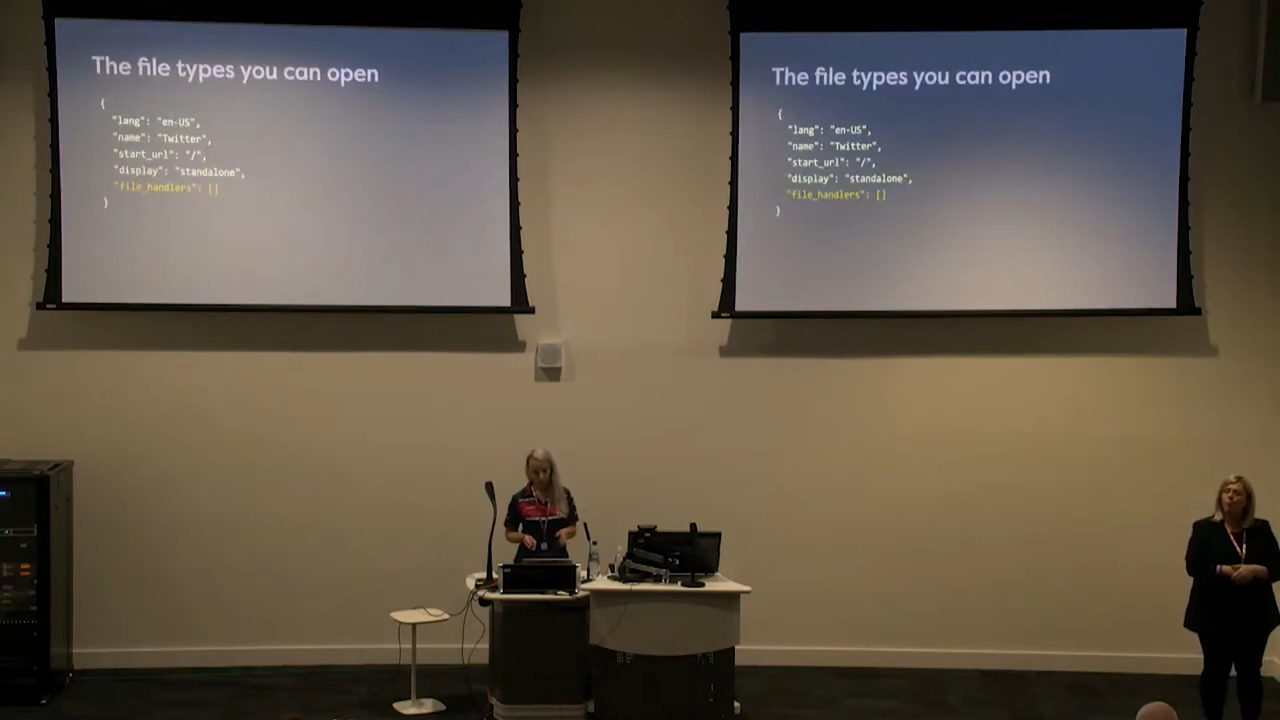 The file types you can open
{
"lang": "en-US",
"name": "Twitter",
"start_url": "/",
"display": "standalone",
"file_handlers": []
}
The file types you can open
{
"lang": "en-US",
"name": "Twitter",
"start_url": "/",
"display": "standalone",
"file_handlers": []
}